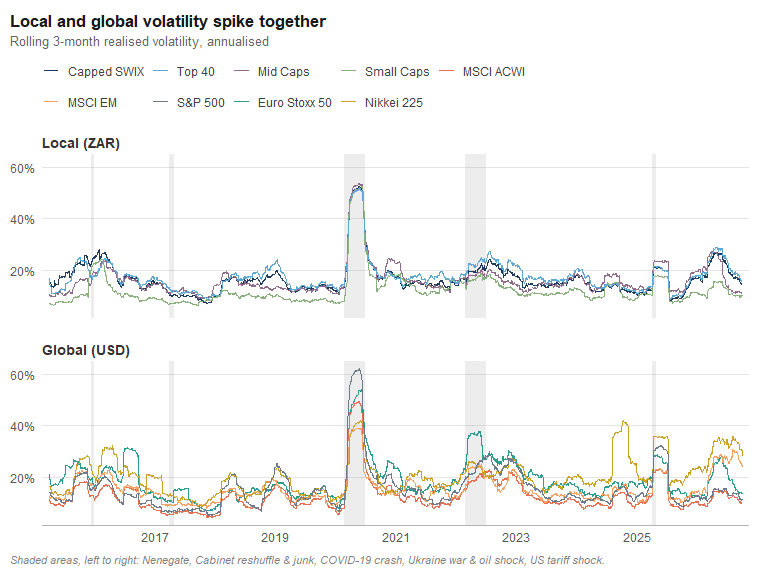 Local and global volatility spike together
Rolling 3-month realised volatility, annualised
Capped SWIX Top 40 Mid Caps Small Caps MSCI ACWI
MSCI EM S&P 500 Euro Stoxx 50 Nikkei 225
Local (ZAR)
60%
40%
20%
Global (USD)
60%
40%
20%
2017 2019 2021 2023 2025
Shaded areas, left to right: Nenegate, Cabinet reshuffle & junk, COVID-19 crash, Ukraine war & oil shock, US tariff shock.